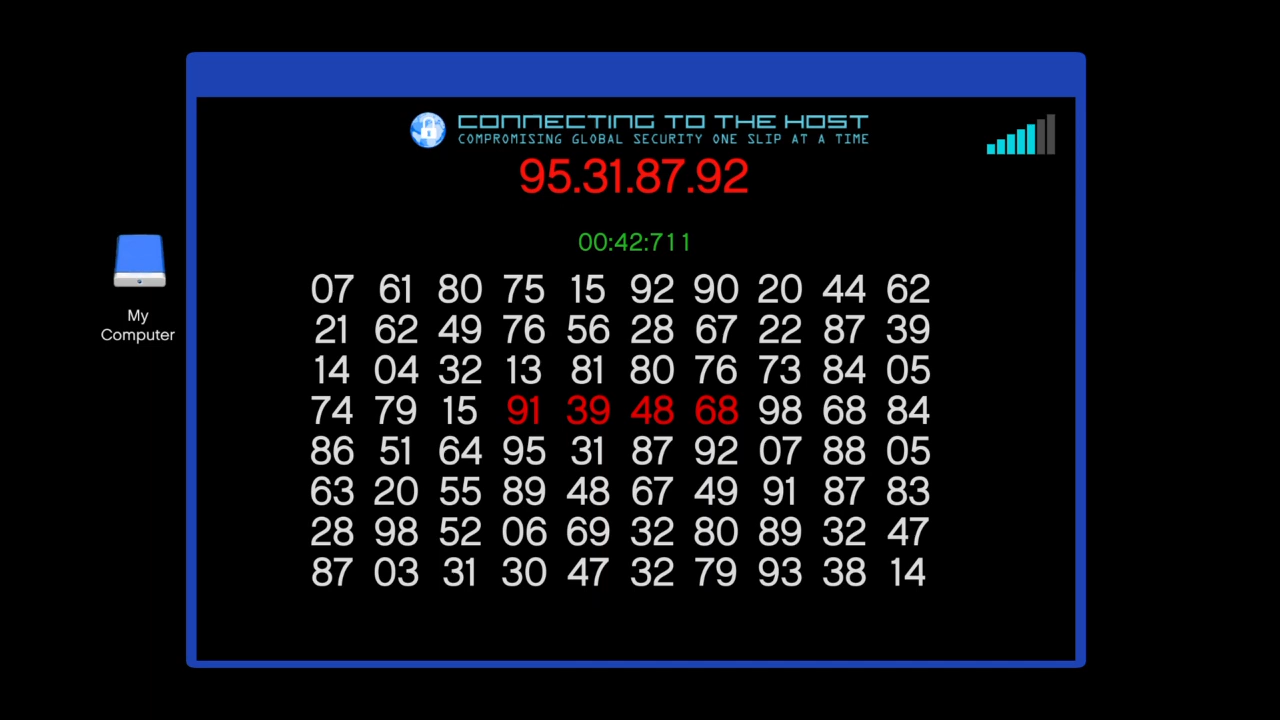 CONNECTING TO THE HOST
COMPROMISING GLOBAL SECURITY ONE SLIP AT A TIME
95.31.87.92
00:42:711
07 61 80 75 15 92 90 20 44 62
21 62 49 76 56 28 67 22 87 39
14 04 32 13 81 80 76 73 84 05
74 79 15 91 39 48 68 98 68 84
86 51 64 95 31 87 92 07 88 05
63 20 55 89 48 67 49 91 87 83
28 98 52 06 69 32 80 89 32 47
87 03 31 30 47 32 79 93 38 14
My
Computer